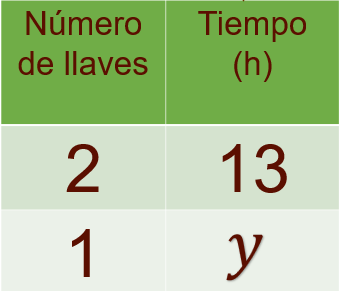 Número Tiempo
de llaves (h)
2 13
1 y